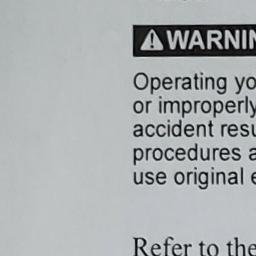 WARNIN
Operating yo
or improperly
accident resu
procedures a
use original e
Refer to the